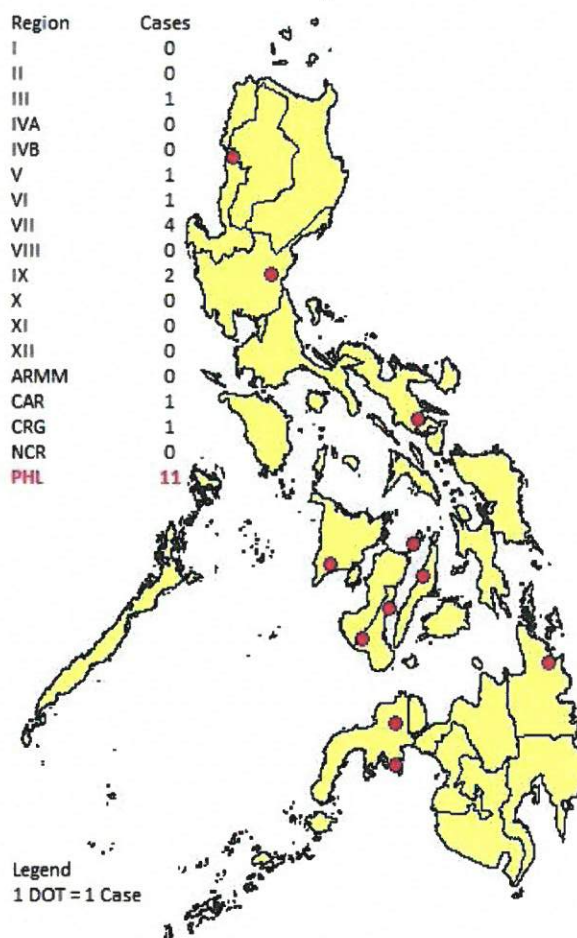 Region Cases
I 0
II 0
III 1
IVA 0
IVB 0
V 1
VI 1
VII 4
VIII 0
IX 2
X 0
XI 0
XII 0
ARMM 0
CAR 1
CRG 1
NCR 0
PHL 11
Legend
1 DOT = 1 Case